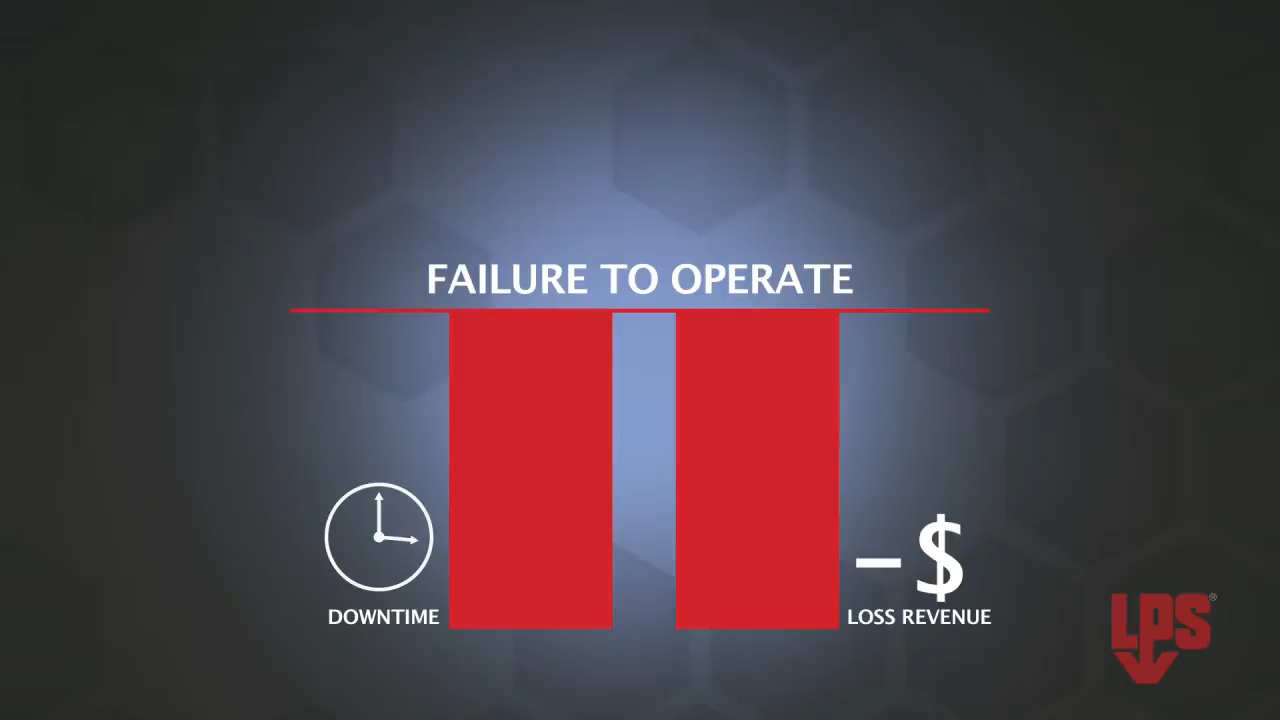 FAILURE TO OPERATE
DOWNTIME
– $
LOSS REVENUE
LPS®